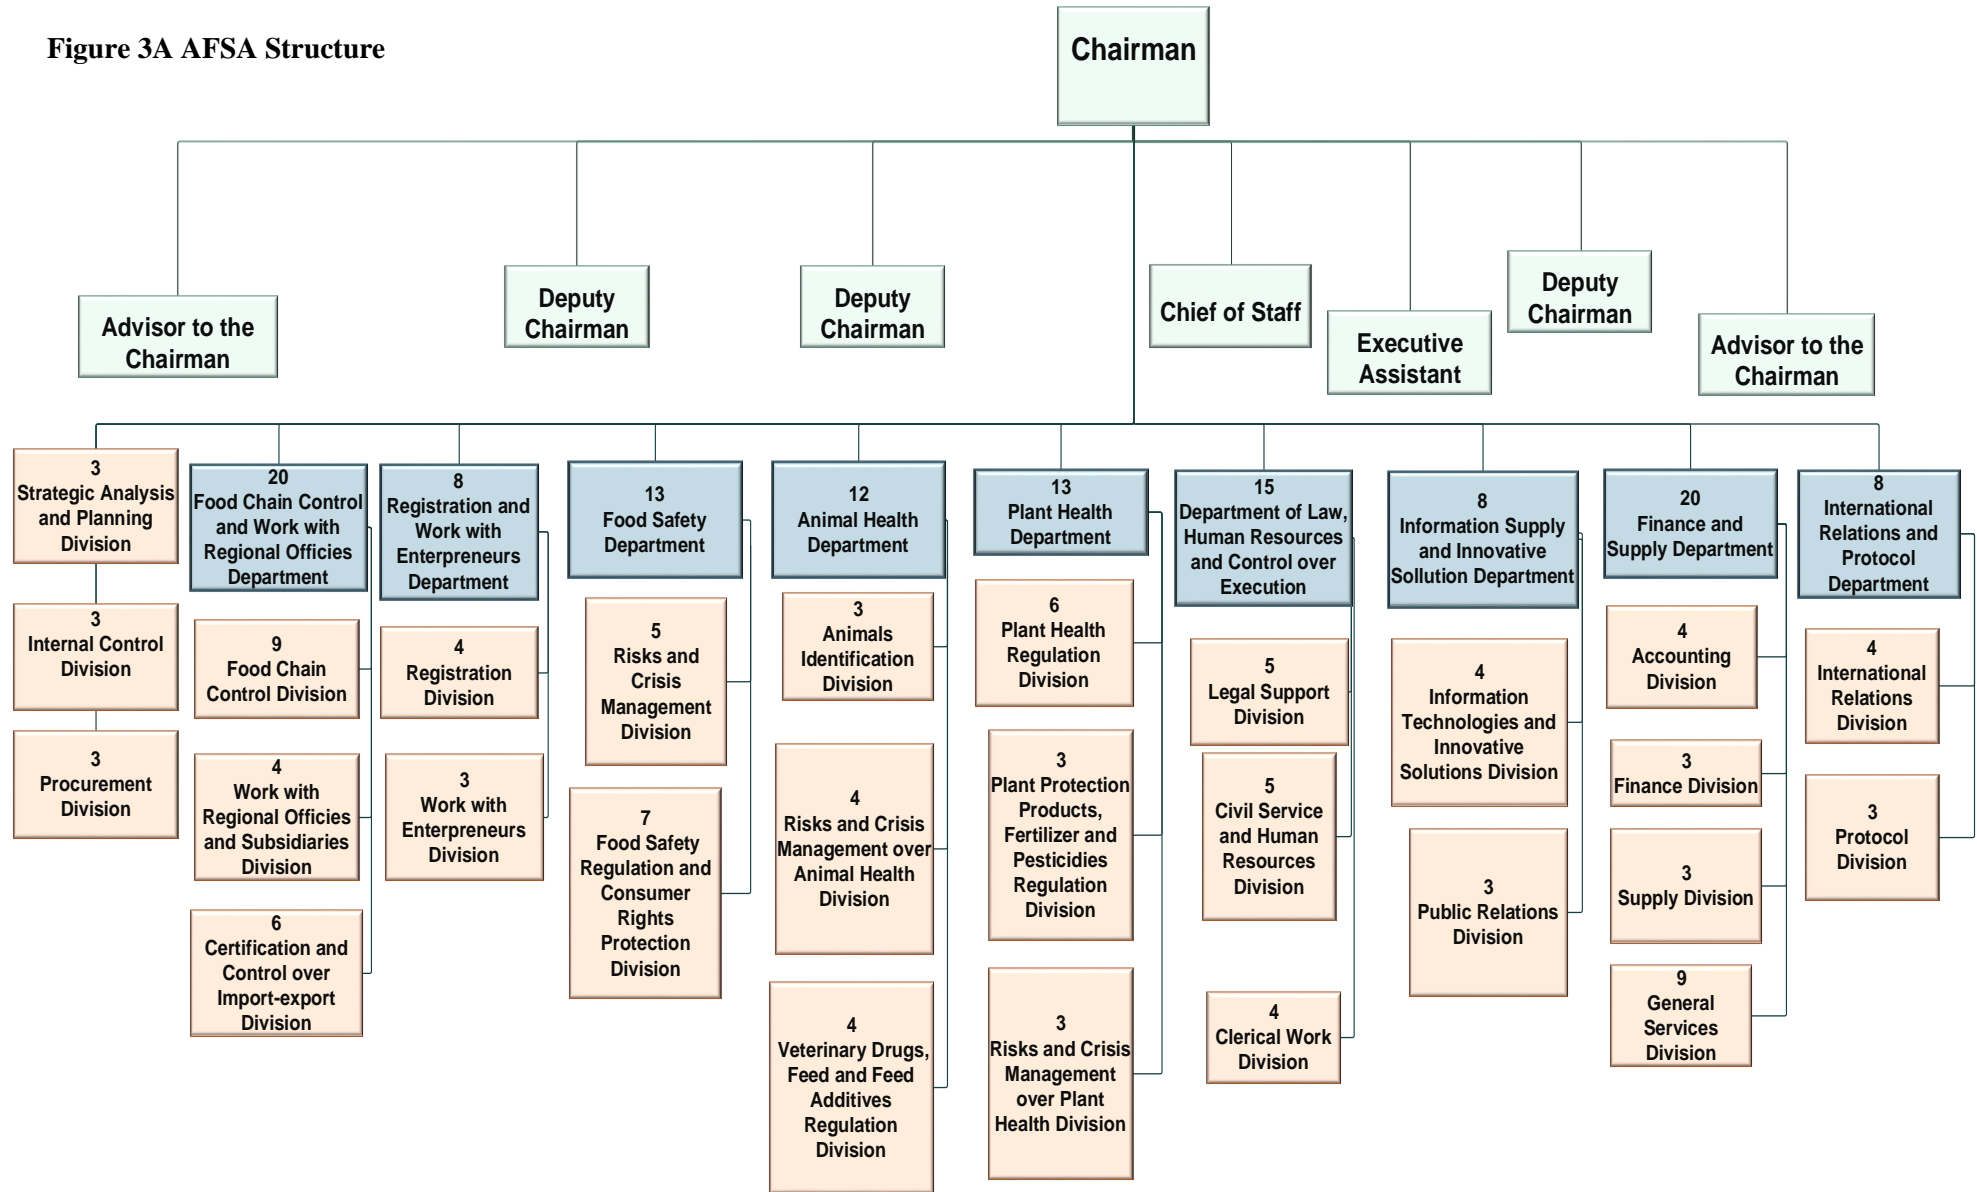 Figure 3A AFSA Structure
Chairman
Advisor to the
Chairman
Deputy
Chairman
Deputy
Chairman
Chief of Staff
Executive
Assistant
Deputy
Chairman
Advisor to the
Chairman
3
Strategic Analysis
and Planning
Division
3
Internal Control
Division
3
Procurement
Division
20
Food Chain Control
and Work with
Regional Officies
Department
9
Food Chain
Control Division
4
Work with
Regional Officies
and Subsidiaries
Division
6
Certification and
Control over
Import-export
Division
8
Registration and
Work with
Enterpreneurs
Department
4
Registration
Division
3
Work with
Enterpreneurs
Division
13
Food Safety
Department
5
Risks and
Crisis
Management
Division
7
Food Safety
Regulation and
Consumer
Rights
Protection
Division
12
Animal Health
Department
3
Animals
Identification
Division
4
Risks and Crisis
Management over
Animal Health
Division
4
Veterinary Drugs,
Feed and Feed
Additives
Regulation
Division
13
Plant Health
Department
6
Plant Health
Regulation
Division
3
Plant Protection
Products,
Fertilizer and
Pesticidies
Regulation
Division
3
Risks and Crisis
Management
over Plant
Health Division
15
Department of Law,
Human Resources
and Control over
Execution
5
Legal Support
Division
5
Civil Service
and Human
Resources
Division
4
Clerical Work
Division
8
Information Supply
and Innovative
Sollution Department
4
Information
Technologies and
Innovative
Solutions Division
3
Public Relations
Division
20
Finance and
Supply Department
4
Accounting
Division
3
Finance Division
3
Supply Division
9
General
Services
Division
8
International
Relations and
Protocol
Department
4
International
Relations
Division
3
Protocol
Division